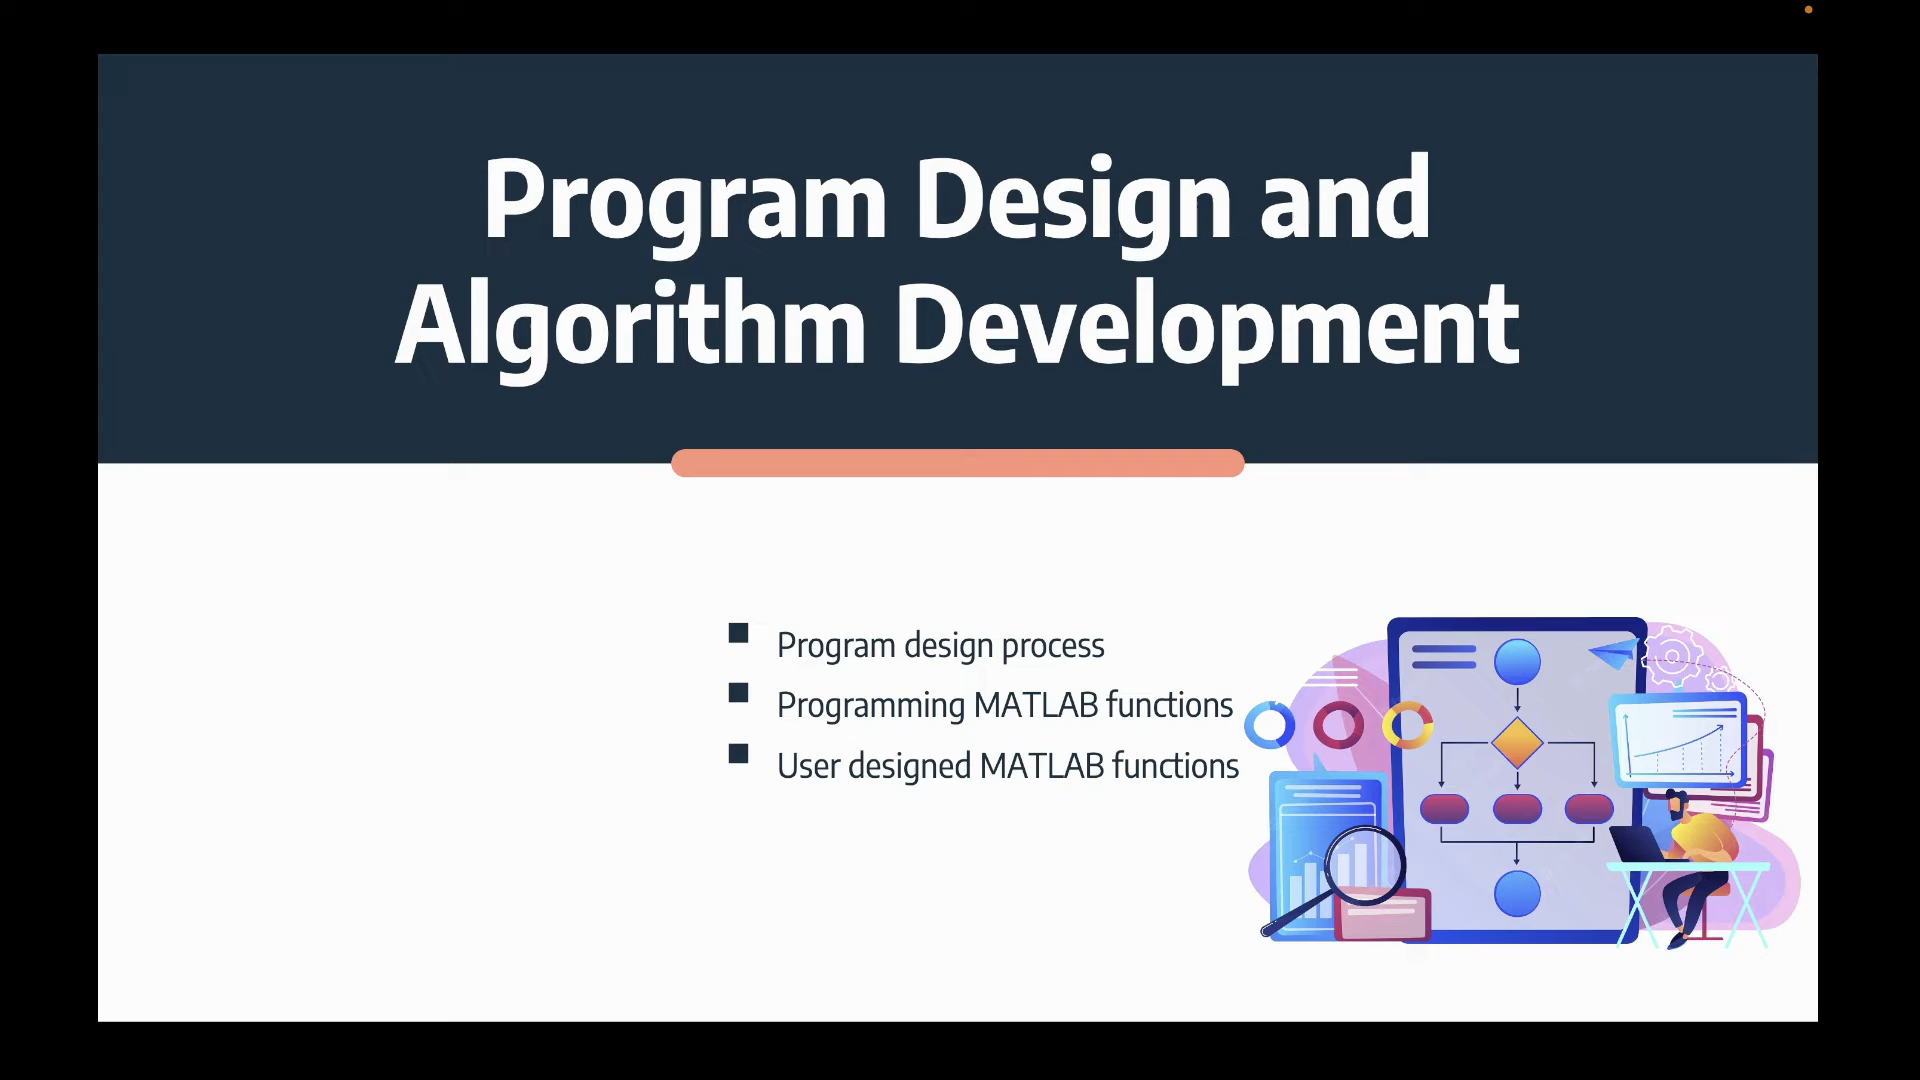 Program Design and
Algorithm Development
Program design process
Programming MATLAB functions
User designed MATLAB functions